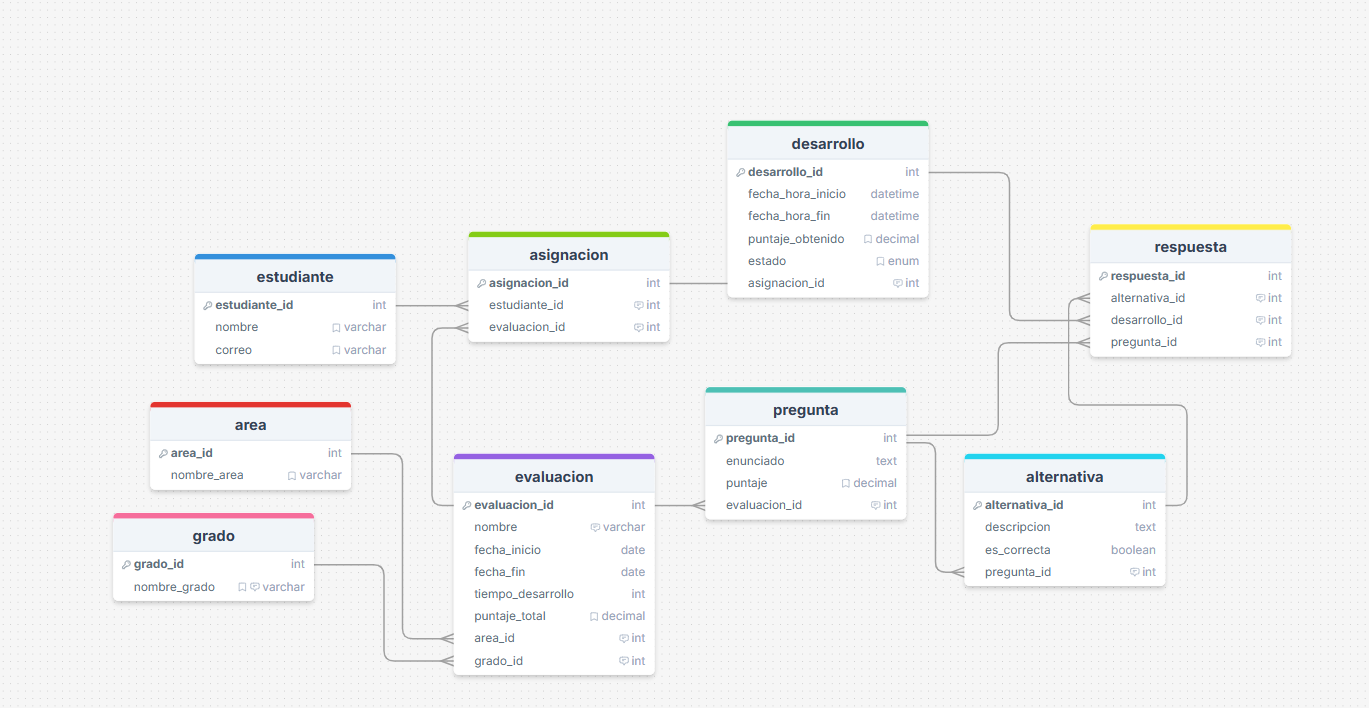 desarrollo
desarrollo_id int
fecha_hora_inicio datetime
fecha_hora_fin datetime
puntaje_obtenido decimal
estado enum
asignacion_id int
respuesta
respuesta_id int
alternativa_id int
desarrollo_id int
pregunta_id int
asignacion
asignacion_id int
estudiante_id int
evaluacion_id int
estudiante
estudiante_id int
nombre varchar
correo varchar
area
area_id int
nombre_area varchar
pregunta
pregunta_id int
enunciado text
puntaje decimal
evaluacion_id int
evaluacion
evaluacion_id int
nombre varchar
fecha_inicio date
fecha_fin date
tiempo_desarrollo int
puntaje_total decimal
area_id int
grado_id int
alternativa
alternativa_id int
descripcion text
es_correcta boolean
pregunta_id int
grado
grado_id int
nombre_grado varchar